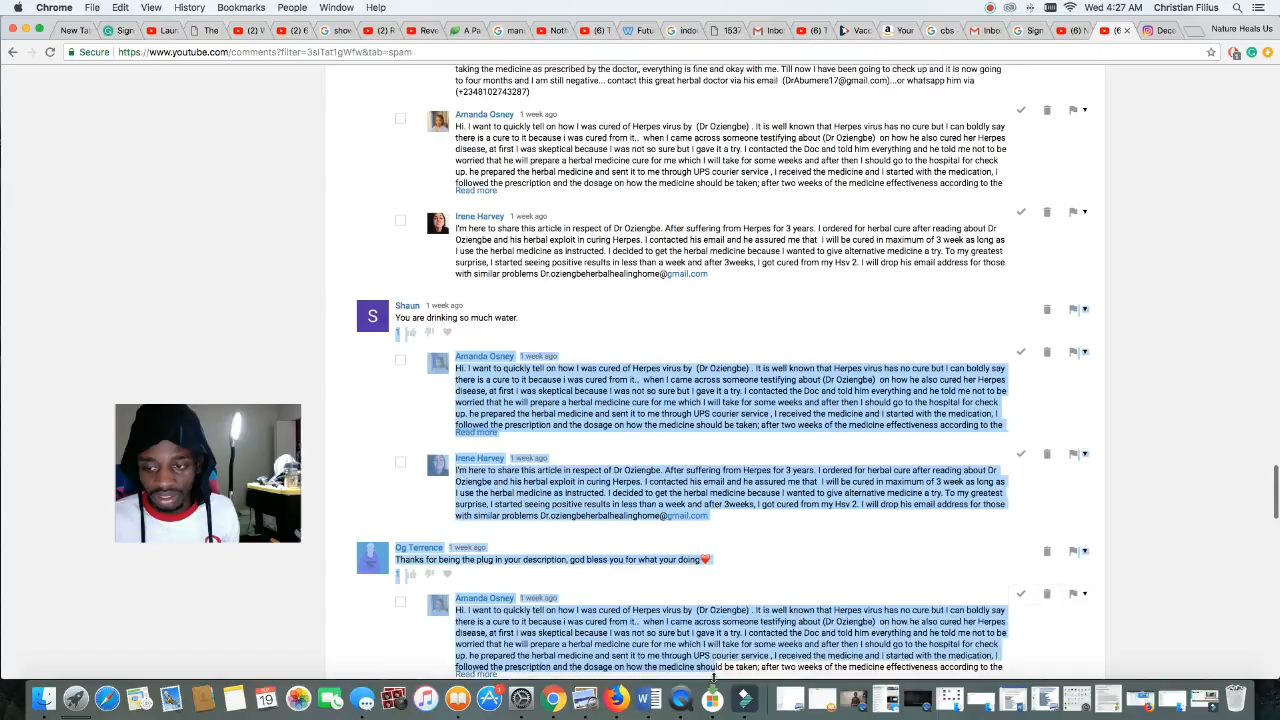 Chrome File Edit View History Bookmarks People Window Help Wed 4:27 AM Christian Fillus
New Tal Sign Laun The (2) W (2) t show (2) F Reve A Pa man Noth (6) T Futu indo 1537 Inbo Vacc Your cbs Inbo Sign (6) N (6 Dece Nature Heals Us
Secure https://www.youtube.com/comments?filter=3slTat1gWfw&tab=spam
taking the medicine as prescribed by the doctor,, everything is fine and okay with me. Till now i have been going to check up and it is now going
to four months and I am still negative... contact this great herbal doctor via his email (DrAbumere17@gmail.com)...or whatsapp him via
(+2348102743287)
Amanda Osney 1 week ago
Hi. I want to quickly tell on how I was cured of Herpes virus by (Dr Oziengbe) . It is well known that Herpes virus has no cure but I can boldly say
there is a cure to it because i was cured from it.. when I came across someone testifying about (Dr Oziengbe) on how he also cured her Herpes
disease, at first I was skeptical because I was not so sure but I gave it a try. I contacted the Doc and told him everything and he told me not to be
worried that he will prepare a herbal medicine cure for me which I will take for some weeks and after then I should go to the hospital for check
up. he prepared the herbal medicine and sent it to me through UPS courier service , I received the medicine and I started with the medication, I
followed the prescription and the dosage on how the medicine should be taken; after two weeks of the medicine effectiveness according to the
Read more
Irene Harvey 1 week ago
I'm here to share this article in respect of Dr Oziengbe. After suffering from Herpes for 3 years. I ordered for herbal cure after reading about Dr
Oziengbe and his herbal exploit in curing Herpes. I contacted his email and he assured me that I will be cured in maximum of 3 week as long as
I use the herbal medicine as instructed. I decided to get the herbal medicine because I wanted to give alternative medicine a try. To my greatest
surprise, I started seeing positive results in less than a week and after 3weeks, I got cured from my Hsv 2. I will drop his email address for those
with similar problems Dr.oziengbeherbalhealinghome@gmail.com
S
Shaun 1 week ago
You are drinking so much water.
1
Amanda Osney 1 week ago
Hi. I want to quickly tell on how I was cured of Herpes virus by (Dr Oziengbe) . It is well known that Herpes virus has no cure but I can boldly say
there is a cure to it because i was cured from it.. when I came across someone testifying about (Dr Oziengbe) on how he also cured her Herpes
disease, at first I was skeptical because I was not so sure but I gave it a try. I contacted the Doc and told him everything and he told me not to be
worried that he will prepare a herbal medicine cure for me which I will take for some weeks and after then I should go to the hospital for check
up. he prepared the herbal medicine and sent it to me through UPS courier service , I received the medicine and I started with the medication, I
followed the prescription and the dosage on how the medicine should be taken; after two weeks of the medicine effectiveness according to the
Read more
Irene Harvey 1 week ago
I'm here to share this article in respect of Dr Oziengbe. After suffering from Herpes for 3 years. I ordered for herbal cure after reading about Dr
Oziengbe and his herbal exploit in curing Herpes. I contacted his email and he assured me that I will be cured in maximum of 3 week as long as
I use the herbal medicine as instructed. I decided to get the herbal medicine because I wanted to give alternative medicine a try. To my greatest
surprise, I started seeing positive results in less than a week and after 3weeks, I got cured from my Hsv 2. I will drop his email address for those
with similar problems Dr.oziengbeherbalhealinghome@gmail.com
Og Terrence 1 week ago
Thanks for being the plug in your description, god bless you for what your doing❤️
1
Amanda Osney 1 week ago
Hi. I want to quickly tell on how I was cured of Herpes virus by (Dr Oziengbe) . It is well known that Herpes virus has no cure but I can boldly say
there is a cure to it because i was cured from it.. when I came across someone testifying about (Dr Oziengbe) on how he also cured her Herpes
disease, at first I was skeptical because I was not so sure but I gave it a try. I contacted the Doc and told him everything and he told me not to be
worried that he will prepare a herbal medicine cure for me which I will take for some weeks and after then I should go to the hospital for check
up. he prepared the herbal medicine and sent it to me through UPS courier service , I received the medicine and I started with the medication, I
followed the prescription and the dosage on how the medicine should be taken; after two weeks of the medicine effectiveness according to the
Read more